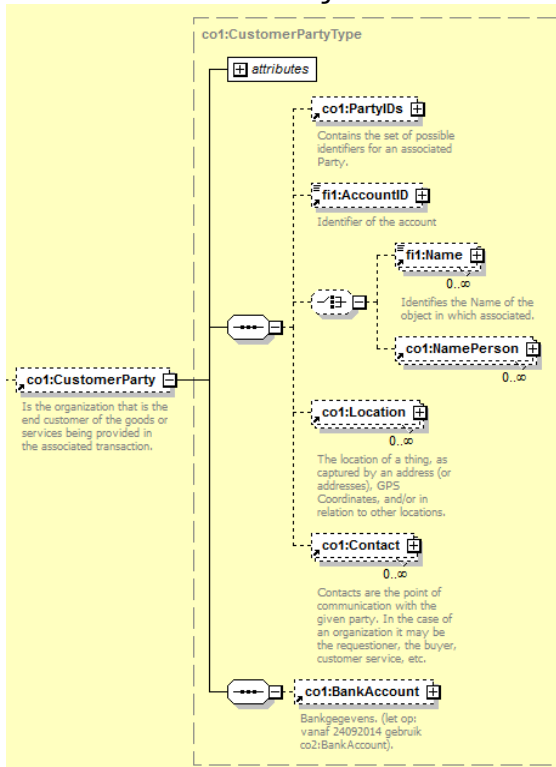 co1:CustomerPartyType
attributes
co1:PartyIDs
Contains the set of possible
identifiers for an associated
Party.
fi1:AccountID
Identifier of the account
fi1:Name
0..∞
Identifies the Name of the
object in which associated.
co1:NamePerson
0..∞
co1:CustomerParty
Is the organization that is the
end customer of the goods or
services being provided in
the associated transaction.
co1:Location
0..∞
The location of a thing, as
captured by an address (or
addresses), GPS
Coordinates, and/or in
relation to other locations.
co1:Contact
0..∞
Contacts are the point of
communication with the
given party. In the case of
an organization it may be
the requestioner, the buyer,
customer service, etc.
co1:BankAccount
Bankgegevens. (let op:
vanaf 24092014 gebruik
co2:BankAccount).